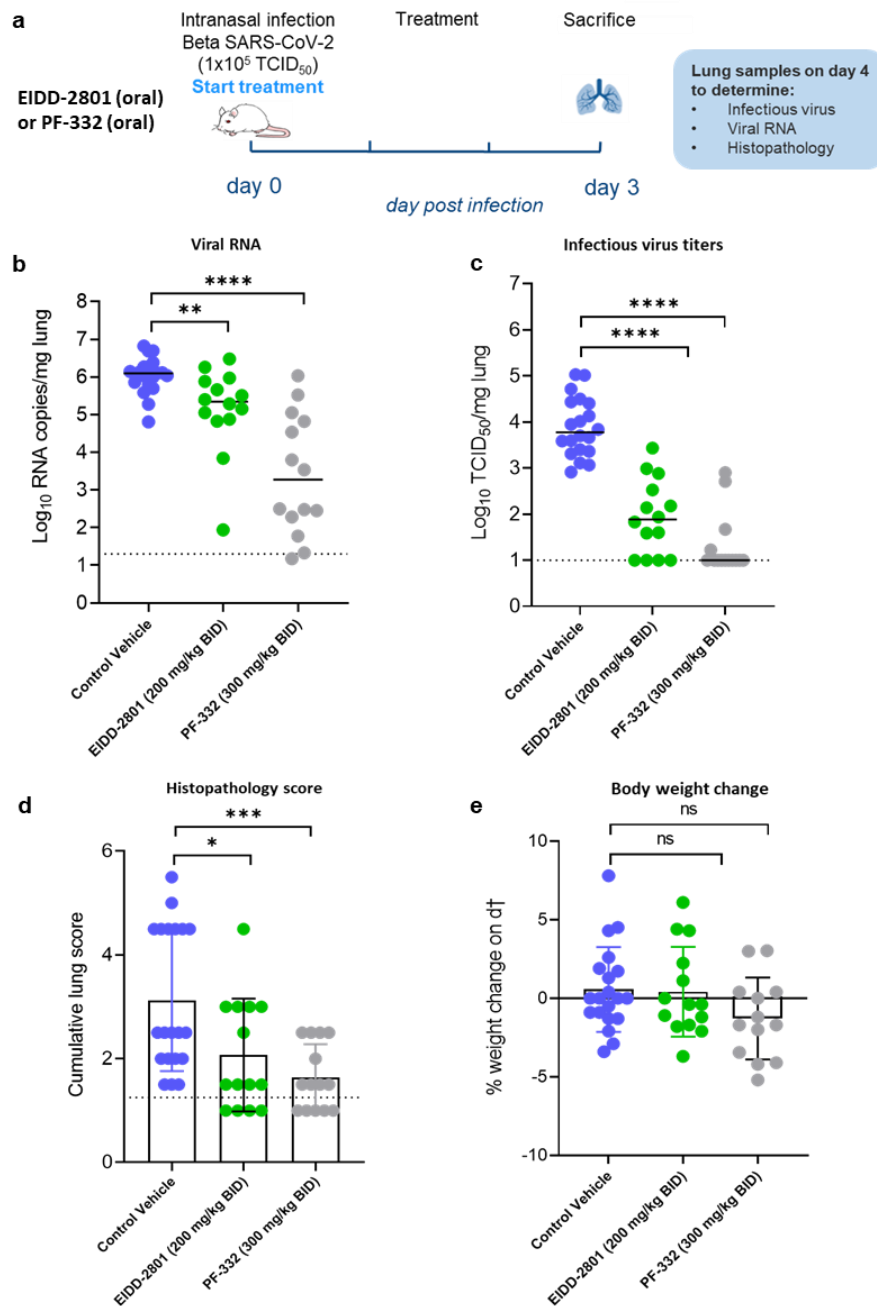 a
Intranasal infection
Beta SARS-CoV-2
(1x10⁵ TCID₅₀)
Start treatment
Treatment
Sacrifice
EIDD-2801 (oral)
or PF-332 (oral)
day 0
day post infection
day 3
Lung samples on day 4
to determine:
• Infectious virus
• Viral RNA
• Histopathology
b
Viral RNA
****
**
8
7
6
5
4
3
2
1
0
Log₁₀ RNA copies/mg lung
Control Vehicle
EIDD-2801 (200 mg/kg BID)
PF-332 (300 mg/kg BID)
c
Infectious virus titers
****
****
7
6
5
4
3
2
1
0
Log₁₀ TCID₅₀/mg lung
Control Vehicle
EIDD-2801 (200 mg/kg BID)
PF-332 (300 mg/kg BID)
d
Histopathology score
***
*
6
4
2
0
Cumulative lung score
Control Vehicle
EIDD-2801 (200 mg/kg BID)
PF-332 (300 mg/kg BID)
e
Body weight change
ns
ns
10
5
0
-5
-10
% weight change on d†
Control Vehicle
EIDD-2801 (200 mg/kg BID)
PF-332 (300 mg/kg BID)